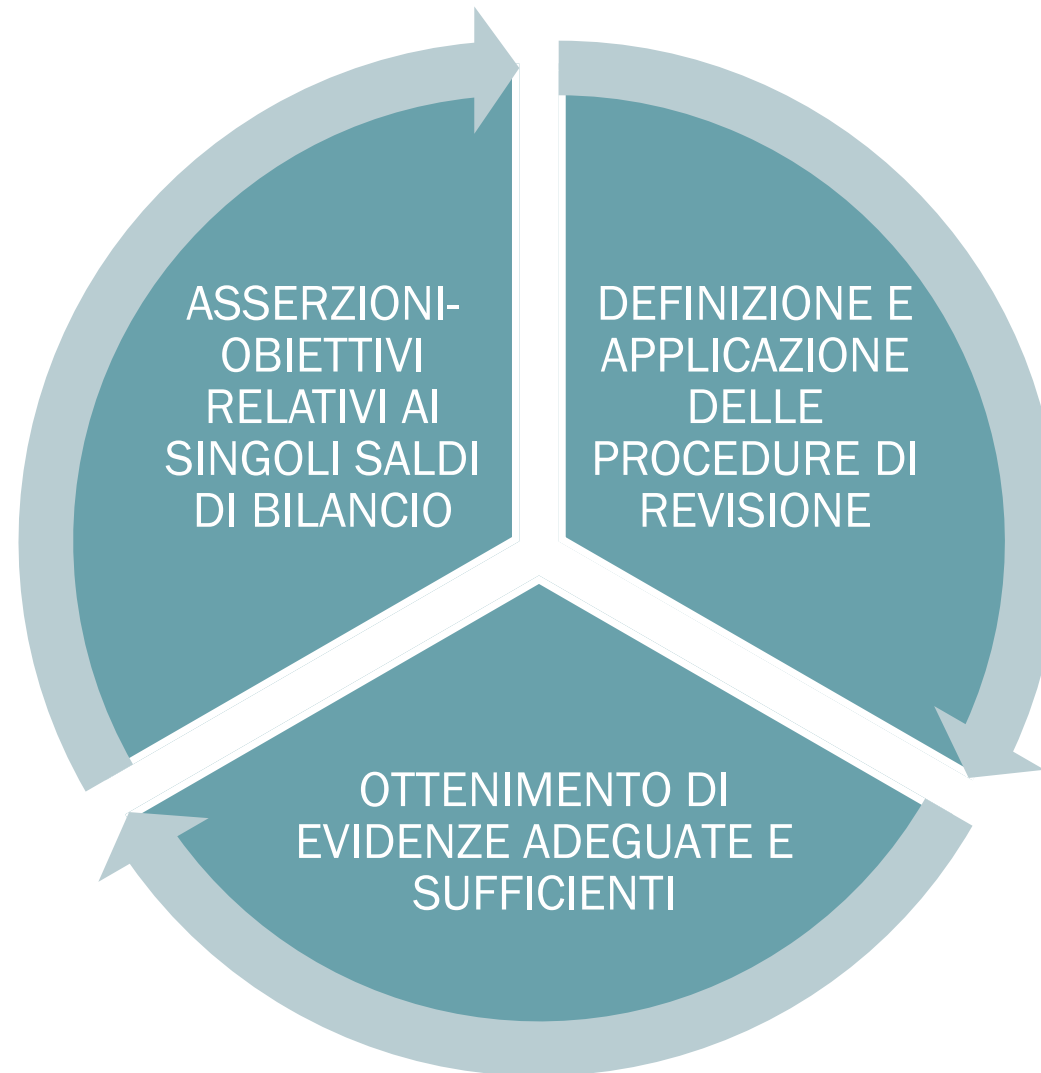 ASSERZIONI-
OBIETTIVI
RELATIVI AI
SINGOLI SALDI
DI BILANCIO
DEFINIZIONE E
APPLICAZIONE
DELLE
PROCEDURE DI
REVISIONE
OTTENIMENTO DI
EVIDENZE ADEGUATE E
SUFFICIENTI